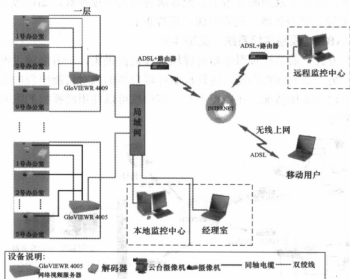 一层
1号办公室
2号办公室
9号办公室
GloVIEWR 4009
1号办公室
2号办公室
5号办公室
GloVIEWR 4005
局域网
ADSL+路由器
ADSL+路由器
INTERNET
远程监控中心
无线上网
ADSL
移动用户
本地监控中心
经理室
设备说明:
GloVIEWR 4005
网络视频服务器
解码器
云台摄像机
摄像机
同轴电缆
双绞线